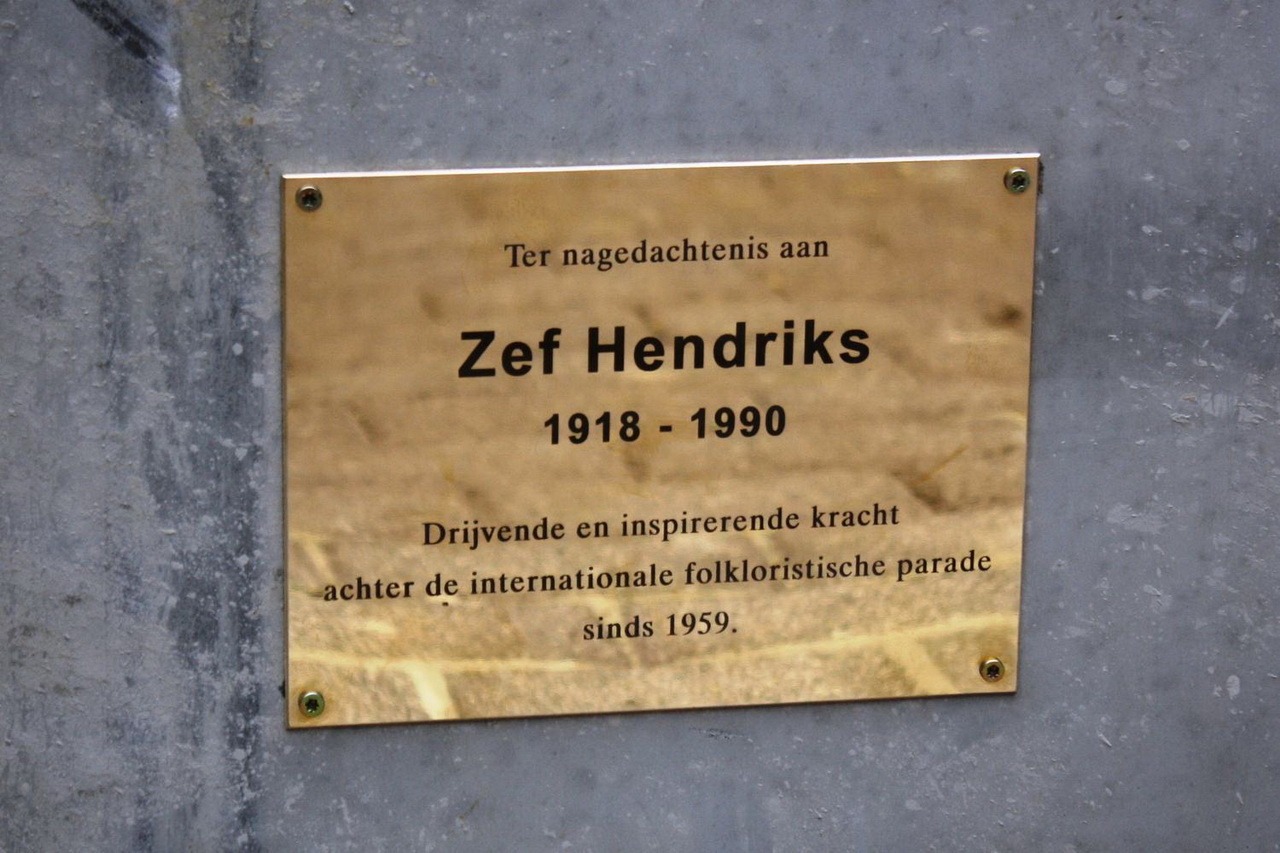 Ter nagedachtenis aan
Zef Hendriks
1918 - 1990
Drijvende en inspirerende kracht
achter de internationale folkloristische parade
sinds 1959.